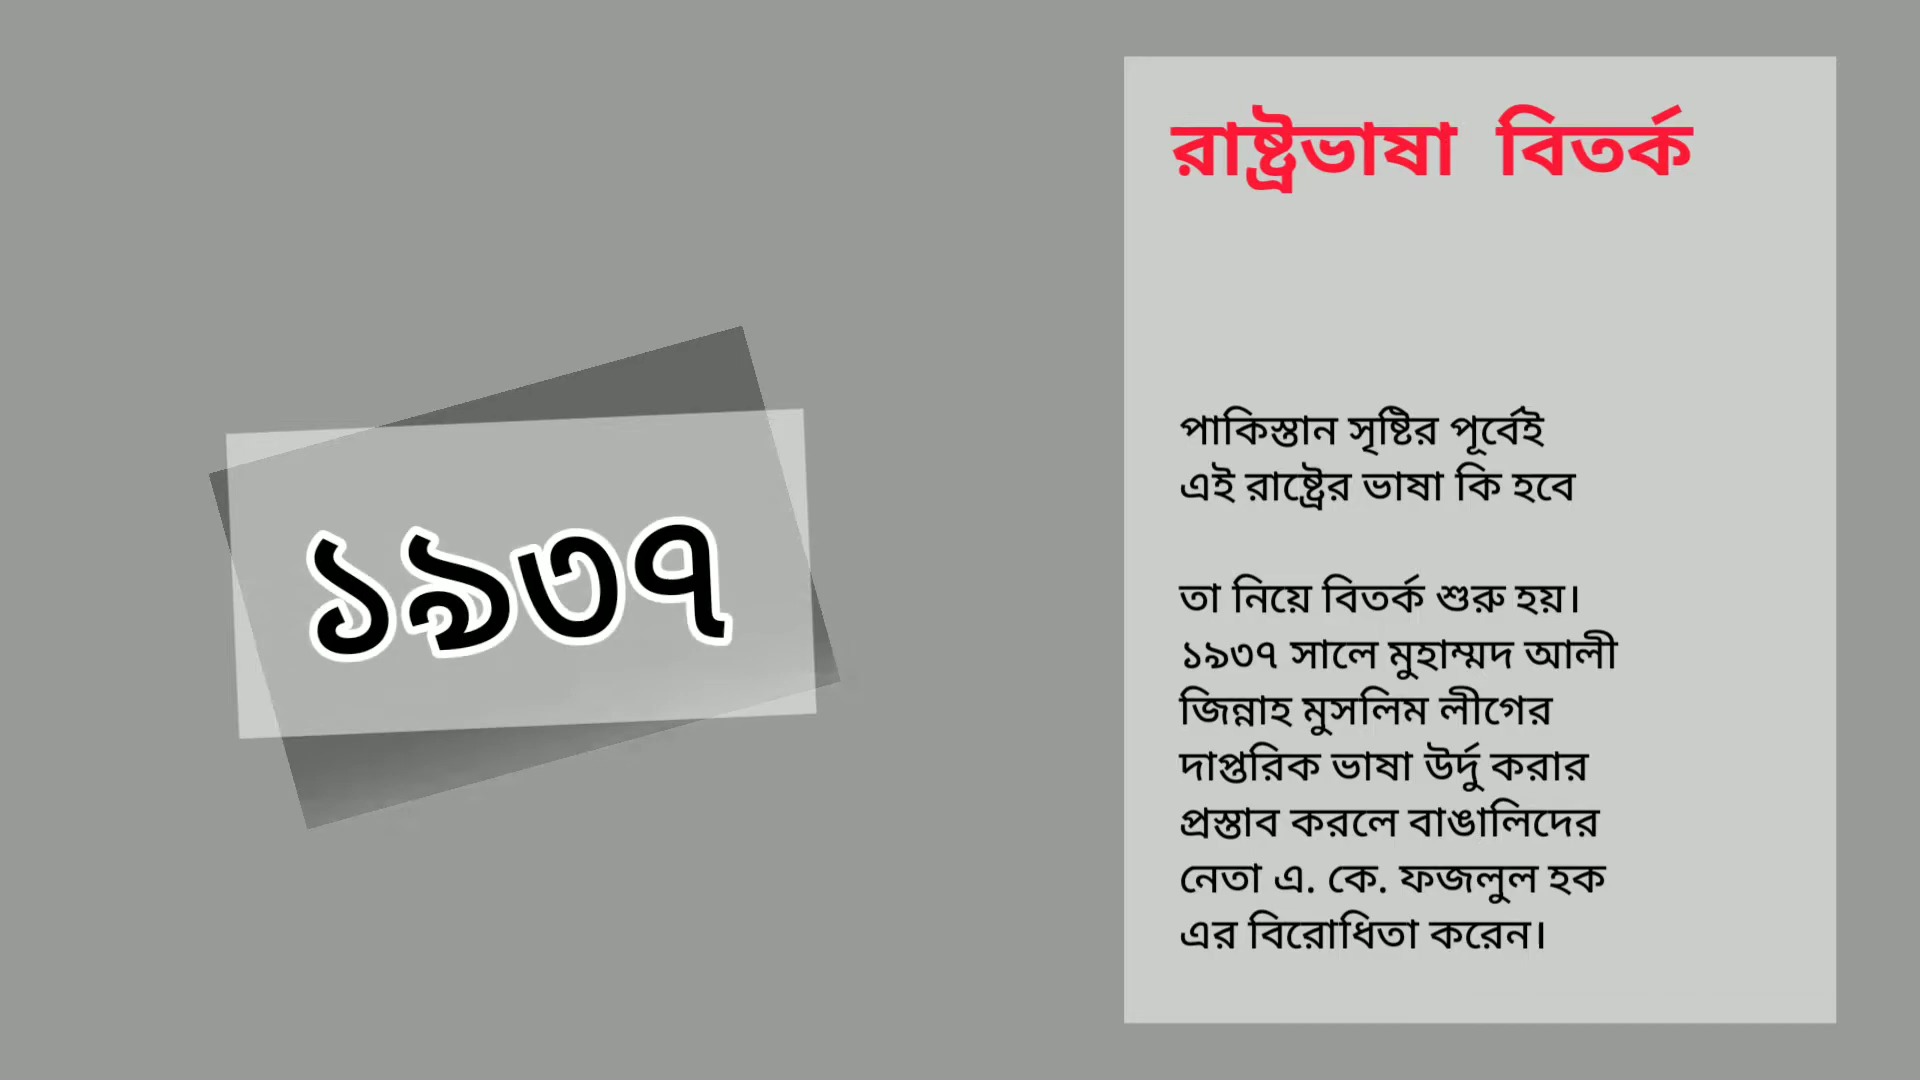 ১৯৩৭
রাষ্ট্রভাষা বিতর্ক
পাকিস্তান সৃষ্টির পূর্বেই
এই রাষ্ট্রের ভাষা কি হবে
তা নিয়ে বিতর্ক শুরু হয়।
১৯৩৭ সালে মুহাম্মদ আলী
জিন্নাহ মুসলিম লীগের
দাপ্তরিক ভাষা উর্দু করার
প্রস্তাব করলে বাঙালিদের
নেতা এ. কে. ফজলুল হক
এর বিরোধিতা করেন।